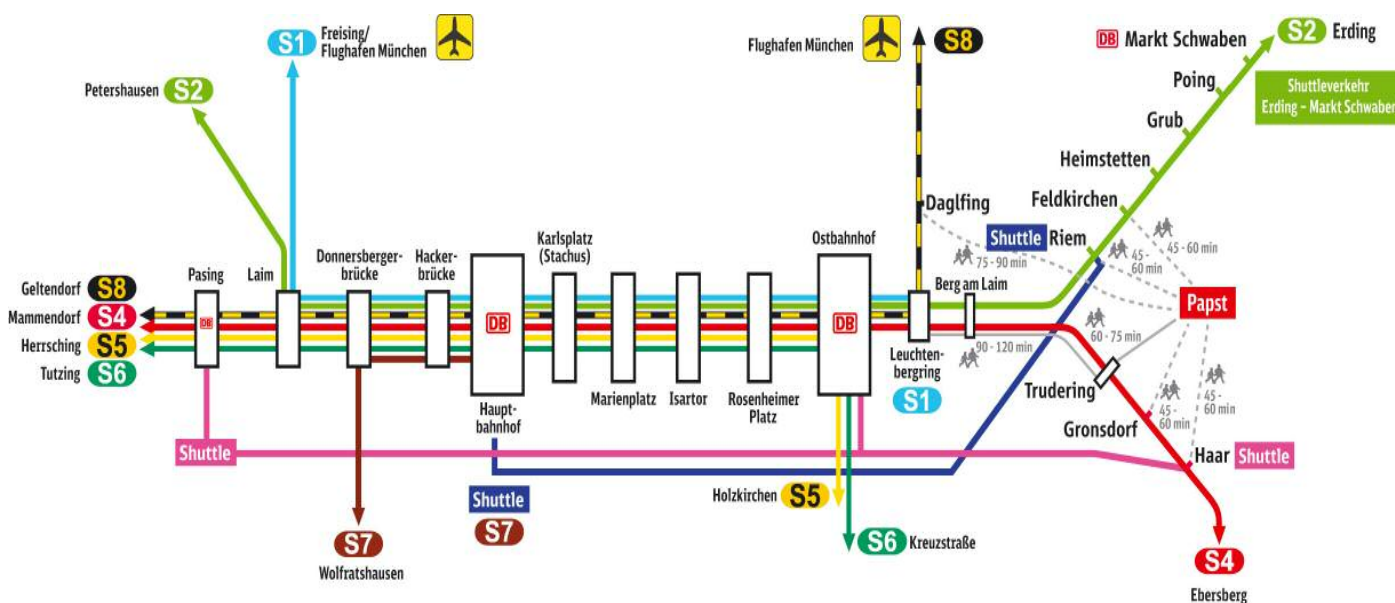 S1
Freising/
Flughafen München
Flughafen München
S8
DB
Markt Schwaben
S2
Erding
Petershausen
S2
Poing
Shuttleverkehr
Erding – Markt Schwaben
Grub
Heimstetten
Feldkirchen
Daglfing
45 - 60 min
Shuttle
Riem
75 - 90 min
45 -
60 min
Pasing
Laim
Donnersberger-
brücke
Hacker-
brücke
Karlsplatz
(Stachus)
Ostbahnhof
Berg am Laim
Papst
Geltendorf
S8
Mammendorf
S4
Herrsching
S5
Tutzing
S6
DB
DB
DB
60 - 75 min
90 - 120 min
Haupt-
bahnhof
Marienplatz
Isartor
Rosenheimer
Platz
Leuchten-
bergring
S1
Trudering
45 -
60 min
45 -
60 min
Gronsdorf
Shuttle
Haar
Shuttle
Shuttle
S7
Holzkirchen
S5
S7
Wolfratshausen
S6
Kreuzstraße
S4
Ebersberg